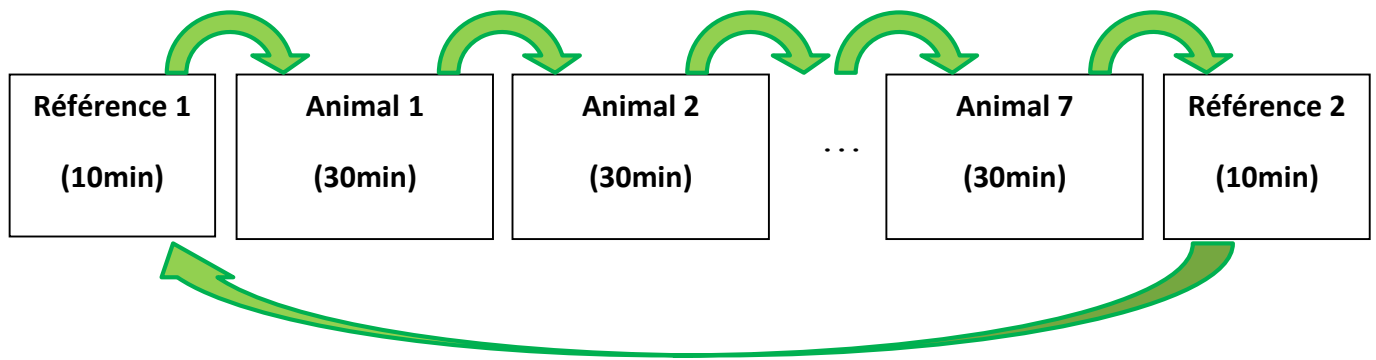 Référence 1
(10min)
Animal 1
(30min)
Animal 2
(30min)
...
Animal 7
(30min)
Référence 2
(10min)